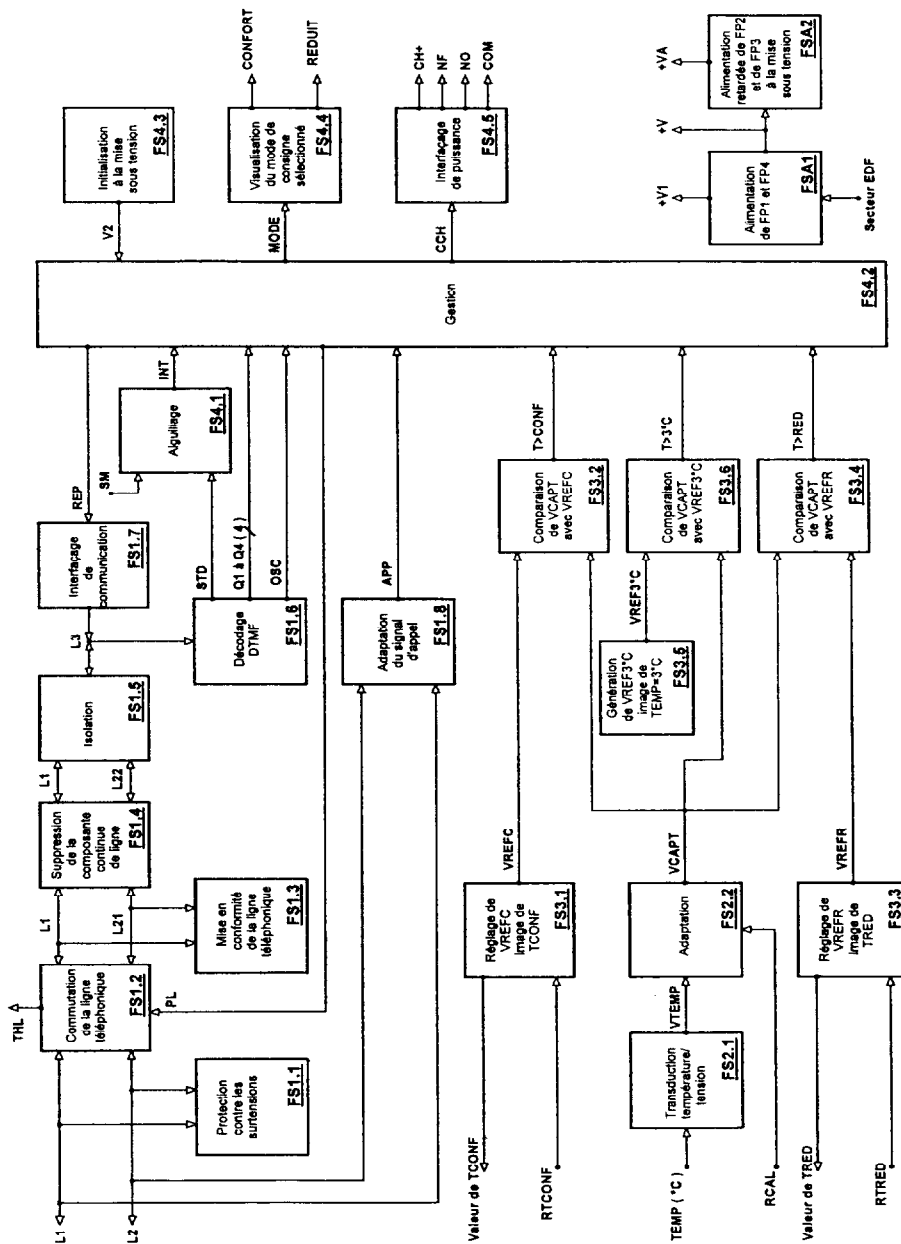 THL
L1
L2
Commutation
de la ligne
téléphonique
FS1.2
PL
Protection
contre les
surtensions
FS1.1
L1
L21
Mise en
conformité
de la ligne
téléphonique
FS1.3
Suppression
de la
composante
continue
de ligne
FS1.4
L1
L22
Isolation
FS1.5
L3
Interfaçage
de
communication
FS1.7
REP
Décodage
DTMF
FS1.6
STD
Q1 à Q4 ( 4 )
OSC
SM
Aiguillage
FS4.1
INT
Adaptation
du signal
d'appel
FS1.8
APP
Gestion
FS4.2
V2
Initialisation
à la mise
sous tension
FS4.3
MODE
Visualisation
du mode de
consigne
sélectionné
FS4.4
CONFORT
REDUIT
CCH
Interfaçage
de puissance
FS4.5
CH+
NF
NO
COM
Valeur de TCONF
RTCONF
Réglage de
VREFC
image de
TCONF
FS3.1
VREFC
Comparaison
de VCAPT
avec VREFC
FS3.2
T>CONF
TEMP ( °C )
Transduction
température/
tension
FS2.1
VTEMP
RCAL
Adaptation
FS2.2
VCAPT
Génération
de VREF3°C
image de
TEMP=3°C
FS3.5
VREF3°C
Comparaison
de VCAPT
avec VREF3°C
FS3.6
T>3°C
Valeur de TRED
RTRED
Réglage de
VREFR
image de
TRED
FS3.3
VREFR
Comparaison
de VCAPT
avec VREFR
FS3.4
T>RED
Secteur EDF
Alimentation
de FP1 et FP4
FSA1
+V1
+V
Alimentation
retardée de FP2
et de FP3
à la mise
sous tension
FSA2
+VA